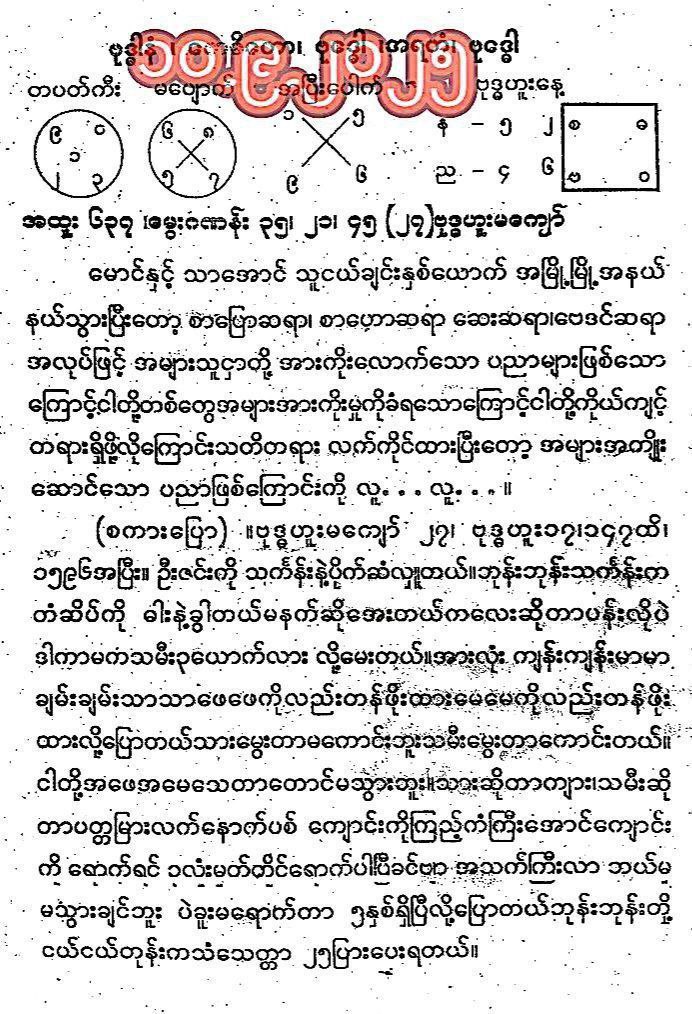 ဗုဒ္ဓါနံ ၊ ဗုဒ္ဓေါ ၊အရဟံ၊ ဗုဒ္ဓေါ
၁၀.၉.၂၀၂၅
တပတ်ကီး မပျောက် အပြီးပေါက် ဗုဒ္ဓဟူးနေ့
၉ ၀ ၁ ၂ ၃
၆ ၈ ၅ ၇
၁ ၅ ၉ ၆
န – ၅
ည – ၄
၂ ၆
စ ဓ ဗ ဝ
အထူး ၆၃၇ ၊မွေးဂဏန်း ၃၅၊ ၂၁၊ ၄၅ (၂၇)ဗုဒ္ဓဟူးမကျော်
မောင်နှင့် သာအောင် သူငယ်ချင်းနှစ်ယောက် အမြို့မြို့အနယ်
နယ်သွားပြီးတော့ စာပြောဆရာ၊ စာဟောဆရာ ဆေးဆရာ၊ဗေဒင်ဆရာ
အလုပ်ဖြင့် အများသူငှာတို့ အားကိုးလောက်သော ပညာများဖြစ်သော
ကြောင့်ငါတို့တစ်တွေအများအားကိုးမှုကိုခံရသောကြောင့်ငါတို့ကိုယ်ကျင့်
တရားရှိဖို့လိုကြောင်းသတိတရား လက်ကိုင်ထားပြီးတော့ အများအကျိုး
ဆောင်သော ပညာဖြစ်ကြောင်းကို လူ. . . လူ. . . ။
(စကားပြော) ။ဗုဒ္ဓဟူးမကျော် ၂၇၊ ဗုဒ္ဓဟူး၁၇၊၁၄၇ထိ၊
၁၅၉၆အပြီး။ ဦးဇင်းကို သင်္ကန်းနဲ့ပိုက်ဆံလှူတယ်။ဘုန်းဘုန်းသင်္ကန်းက
တံဆိပ်ကို ဓါးနဲ့ခွါတယ်မနက်ဆိုအေးတယ်ကလေးဆိုတာပန်းလိုပဲ
ဒါကာမကသမီး၃ယောက်လား လို့မေးတယ်။အားလုံး ကျန်းကျန်းမာမာ
ချမ်းချမ်းသာသာဖေဖေကိုလည်းတန်ဖိုးထားမေမေကိုလည်းတန်ဖိုး
ထားလို့ပြောတယ်သားမွေးတာမကောင်းဘူးသမီးမွေးတာကောင်းတယ်။
ငါတို့အဖေအမေသေတာတောင်မသွားဘူး။သားဆိုတာကျား၊သမီးဆို
တာပတ္တမြားလက်နောက်ပစ် ကျောင်းကိုကြည့်ကံကြီးအောင်ကျောင်း
ကို ရောက်ရင် ၃လုံးမှတ်တိုင်ရောက်ပါပြီခင်ဗျာ အသက်ကြီးလာ ဘယ်မှ
မသွားချင်ဘူး ပဲခူးမရောက်တာ ၅နှစ်ရှိပြီလို့ပြောတယ်ဘုန်းဘုန်းတို့
ငယ်ငယ်တုန်းကသံသေတ္တာ ၂၅ပြားပေးရတယ်။